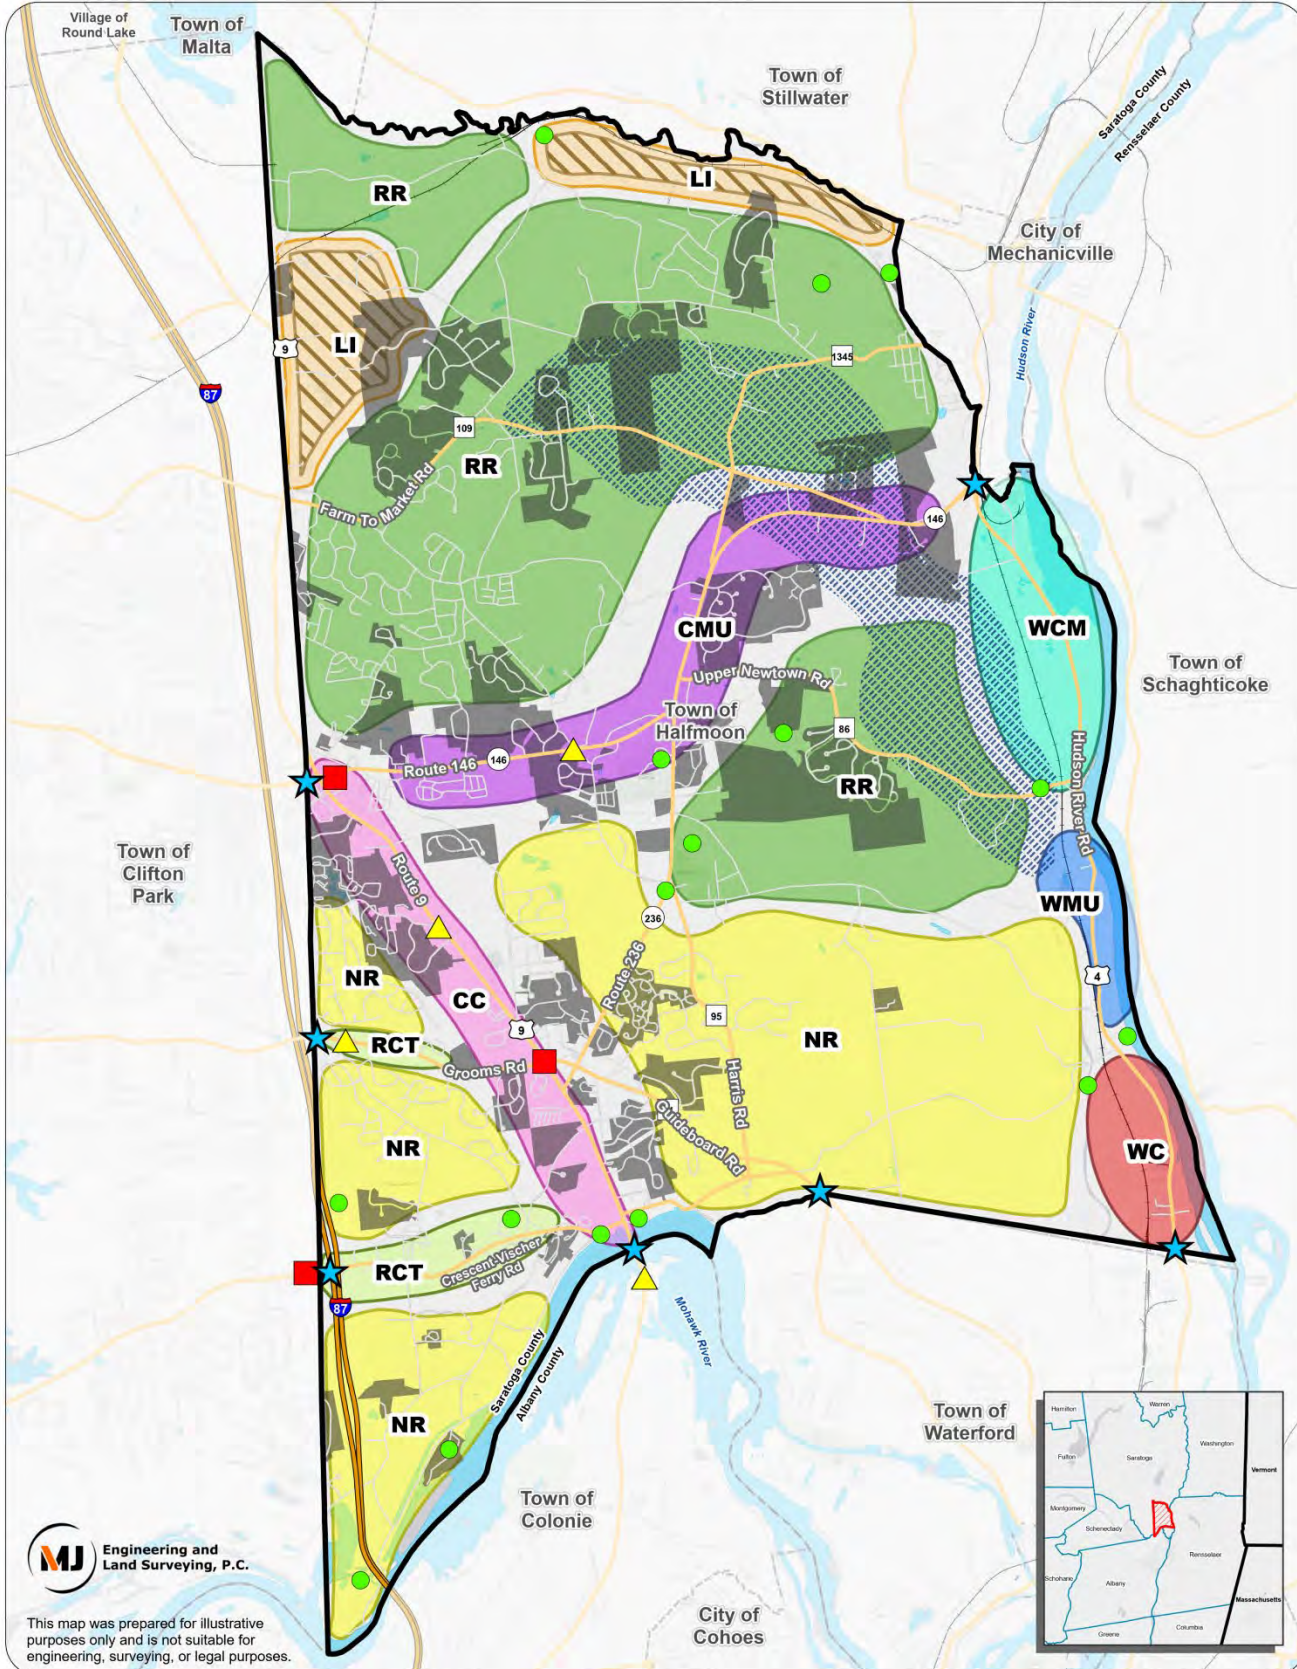 Village of
Round Lake
Town of
Malta
Town of
Stillwater
Saratoga County
Rensselaer County
RR
LI
City of
Mechanicville
Hudson River
LI
9
87
1345
109
RR
Farm To Market Rd
146
CMU
WCM
Upper Newtown Rd
Town of
Schaghticoke
Town of
Halfmoon
86
Route 146
146
RR
Hudson River Rd
Town of
Clifton
Park
Route 9
WMU
236
Route 236
NR
CC
4
9
95
RCT
NR
Grooms Rd
Harris Rd
Guideboard Rd
NR
WC
RCT
Crescent-Vischer
Ferry Rd
87
Mohawk River
Saratoga County
Albany County
NR
Town of
Waterford
Town of
Colonie
City of
Cohoes
MJ
Engineering and
Land Surveying, P.C.
This map was prepared for illustrative
purposes only and is not suitable for
engineering, surveying, or legal purposes.
Hamilton
Warren
Fulton
Saratoga
Washington
Vermont
Montgomery
Schenectady
Rensselaer
Schoharie
Albany
Massachusetts
Greene
Columbia